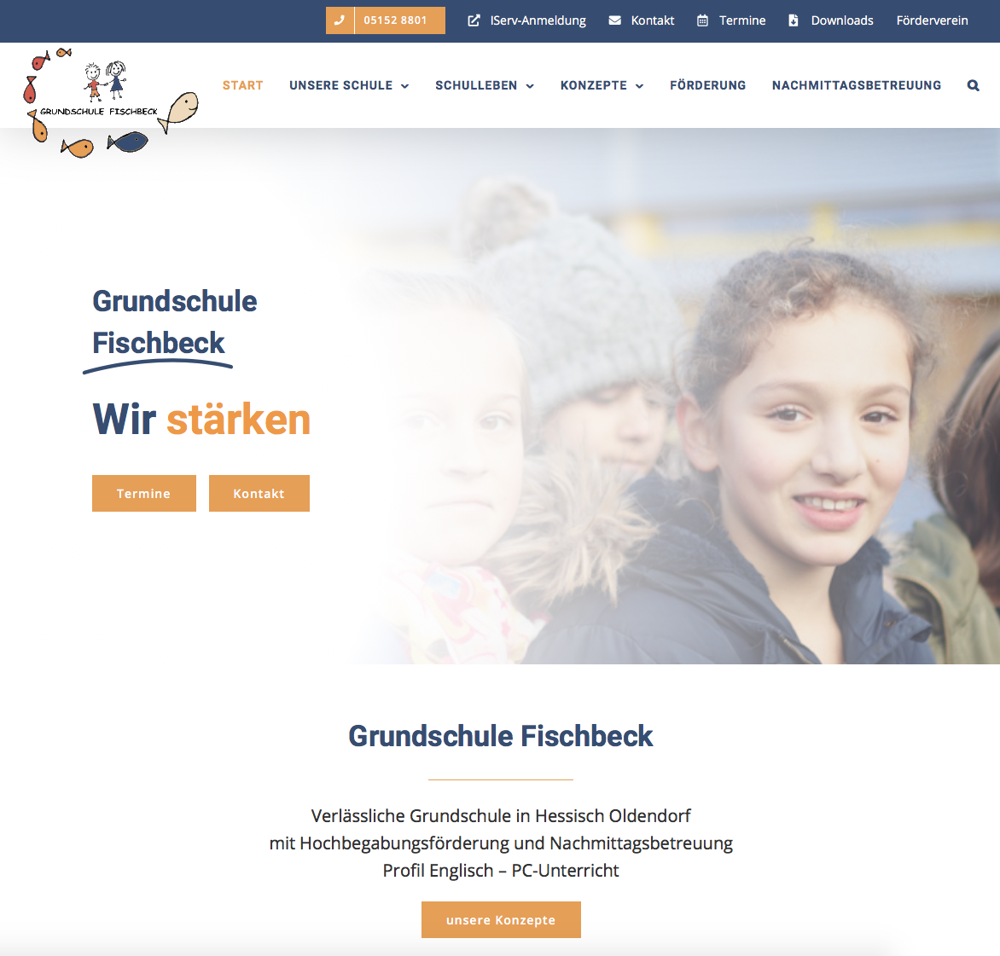 05152 8801
IServ-Anmeldung
Kontakt
Termine
Downloads
Förderverein
GRUNDSCHULE FISCHBECK
START
UNSERE SCHULE
SCHULLEBEN
KONZEPTE
FÖRDERUNG
NACHMITTAGSBETREUUNG
Grundschule
Fischbeck
Wir stärken
Termine
Kontakt
Grundschule Fischbeck
Verlässliche Grundschule in Hessisch Oldendorf
mit Hochbegabungsförderung und Nachmittagsbetreuung
Profil Englisch – PC-Unterricht
unsere Konzepte